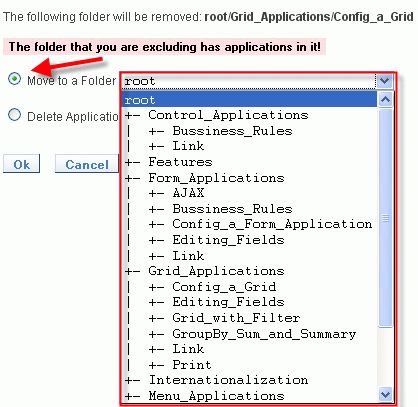 The following folder will be removed: root/Grid_Applications/Config_a_Grid
The folder that you are excluding has applications in it!
Move to a Folder root
root
+- Control_Applications
| +- Bussiness_Rules
| +- Link
+- Features
+- Form_Applications
| +- AJAX
| +- Bussiness_Rules
| +- Config_a_Form_Application
| +- Editing_Fields
| +- Link
+- Grid_Applications
| +- Config_a_Grid
| +- Editing_Fields
| +- Grid_with_Filter
| +- GroupBy_Sum_and_Summary
| +- Link
| +- Print
+- Internationalization
+- Menu_Applications
Delete Applicatio
Ok Cancel